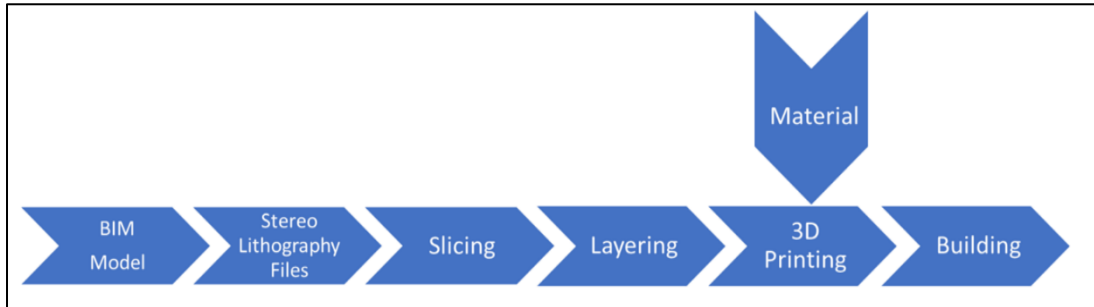 Material
BIM
Model
Stereo
Lithography
Files
Slicing
Layering
3D
Printing
Building